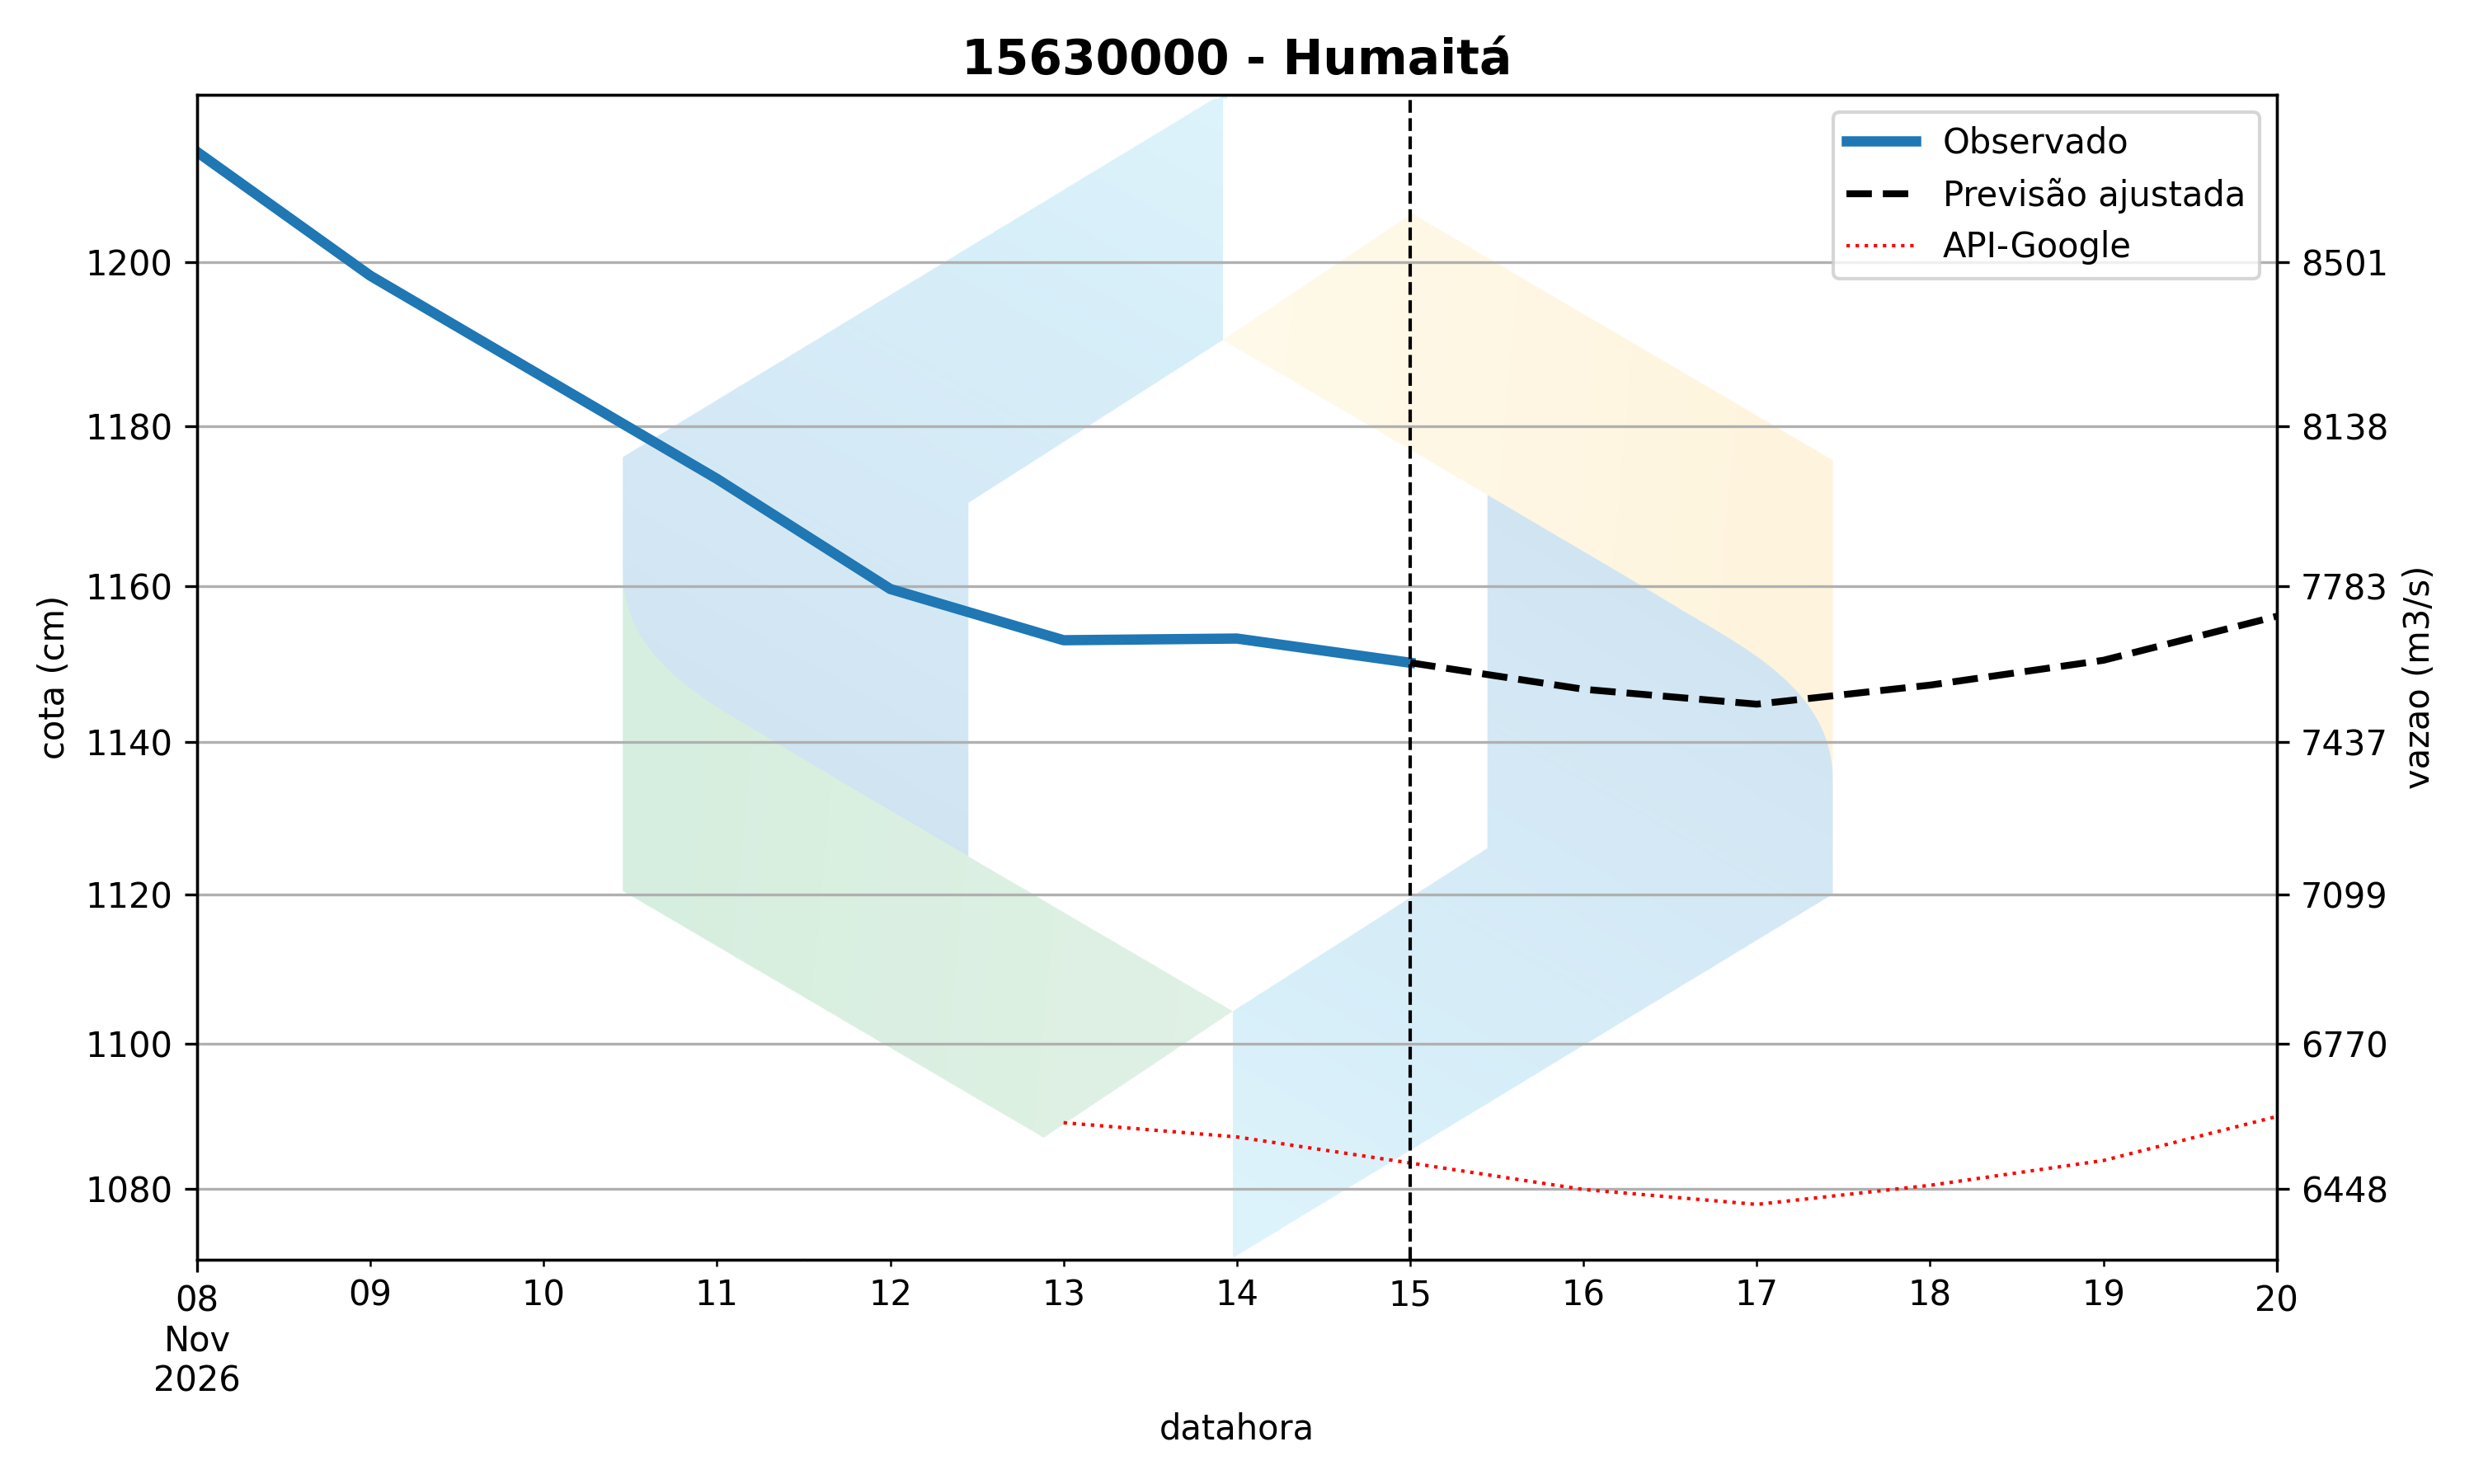 15630000 - Humaitá
Observado
Previsão ajustada
API-Google
cota (cm)
1200
1180
1160
1140
1120
1100
1080
8501
8138
7783
7437
7099
6770
6448
vazao (m3/s)
08 09 10 11 12 13 14 15 16 17 18 19 20
Nov
2026
datahora